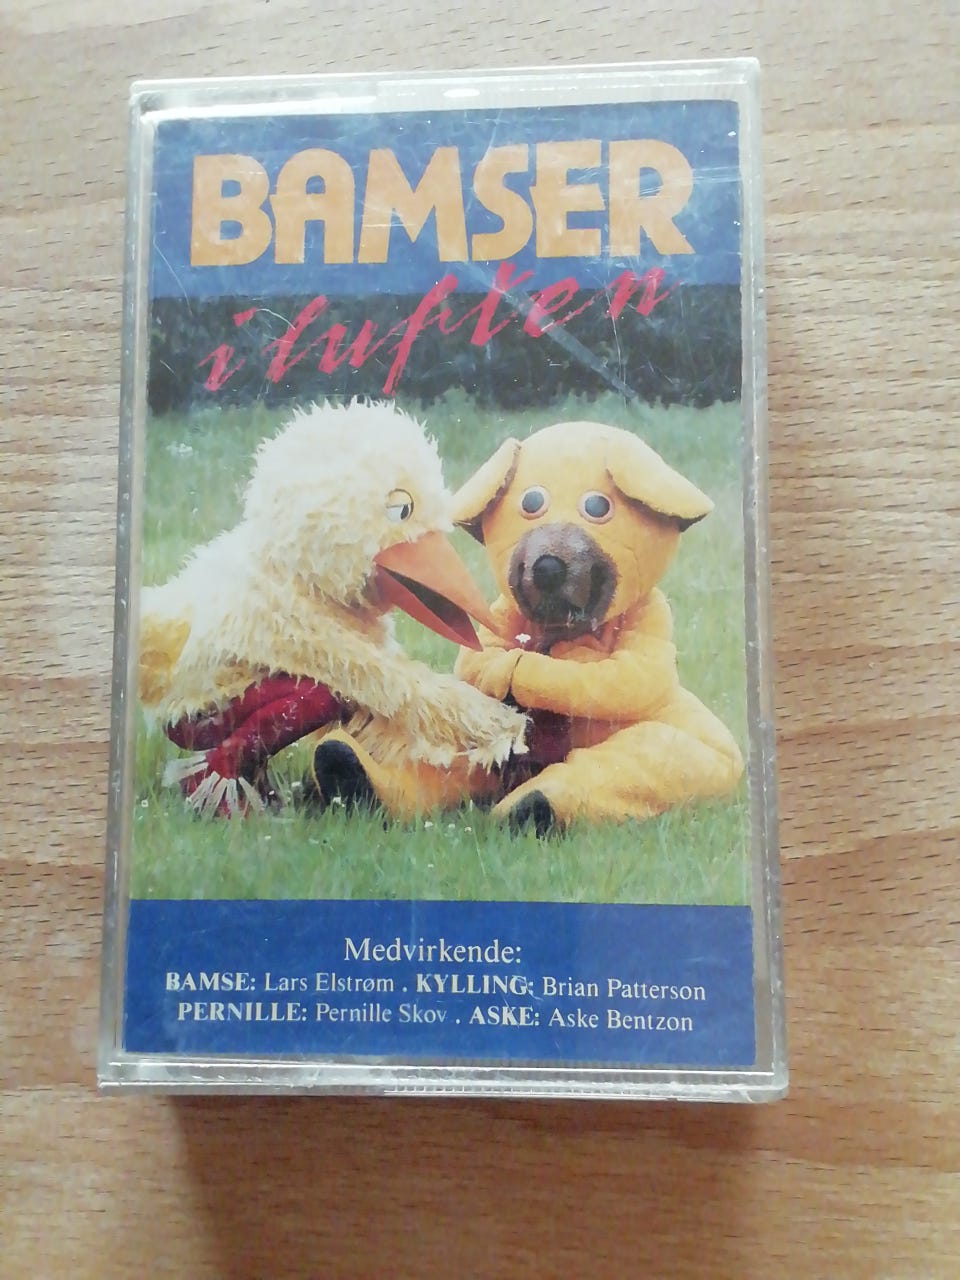 BAMSER
i luften
Medvirkende:
BAMSE: Lars Elstrøm . KYLLING: Brian Patterson
PERNILLE: Pernille Skov . ASKE: Aske Bentzon